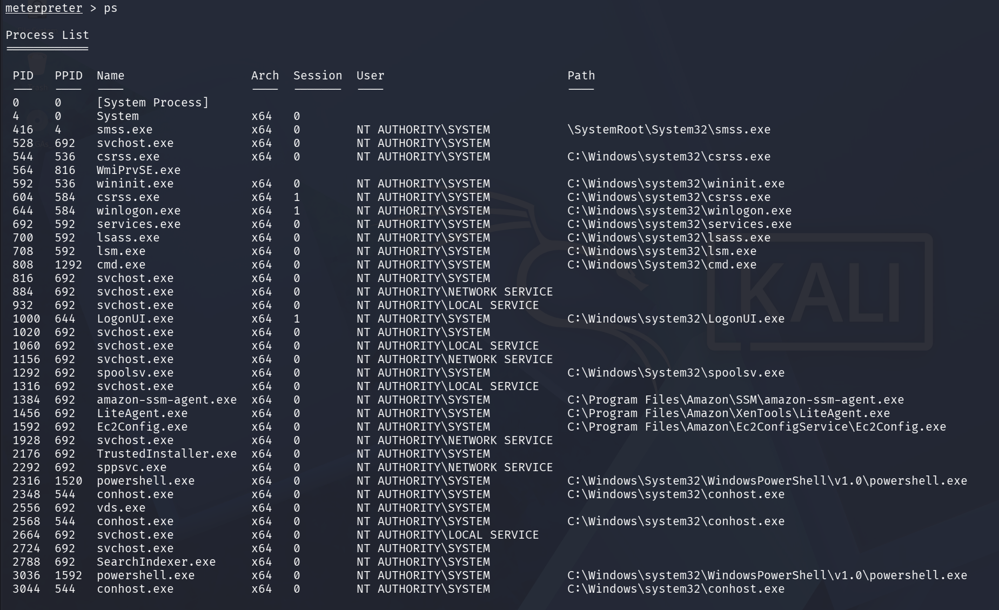 meterpreter > ps
Process List
PID PPID Name Arch Session User Path
0 0 [System Process]
4 0 System x64 0
416 4 smss.exe x64 0 NT AUTHORITY\SYSTEM \SystemRoot\System32\smss.exe
528 692 svchost.exe x64 0 NT AUTHORITY\SYSTEM
544 536 csrss.exe x64 0 NT AUTHORITY\SYSTEM C:\Windows\system32\csrss.exe
564 816 WmiPrvSE.exe
592 536 wininit.exe x64 0 NT AUTHORITY\SYSTEM C:\Windows\system32\wininit.exe
604 584 csrss.exe x64 1 NT AUTHORITY\SYSTEM C:\Windows\system32\csrss.exe
644 584 winlogon.exe x64 1 NT AUTHORITY\SYSTEM C:\Windows\system32\winlogon.exe
692 592 services.exe x64 0 NT AUTHORITY\SYSTEM C:\Windows\system32\services.exe
700 592 lsass.exe x64 0 NT AUTHORITY\SYSTEM C:\Windows\system32\lsass.exe
708 592 lsm.exe x64 0 NT AUTHORITY\SYSTEM C:\Windows\system32\lsm.exe
808 1292 cmd.exe x64 0 NT AUTHORITY\SYSTEM C:\Windows\System32\cmd.exe
816 692 svchost.exe x64 0 NT AUTHORITY\SYSTEM
884 692 svchost.exe x64 0 NT AUTHORITY\NETWORK SERVICE
932 692 svchost.exe x64 0 NT AUTHORITY\LOCAL SERVICE
1000 644 LogonUI.exe x64 1 NT AUTHORITY\SYSTEM C:\Windows\system32\LogonUI.exe
1020 692 svchost.exe x64 0 NT AUTHORITY\SYSTEM
1060 692 svchost.exe x64 0 NT AUTHORITY\LOCAL SERVICE
1156 692 svchost.exe x64 0 NT AUTHORITY\NETWORK SERVICE
1292 692 spoolsv.exe x64 0 NT AUTHORITY\SYSTEM C:\Windows\System32\spoolsv.exe
1316 692 svchost.exe x64 0 NT AUTHORITY\LOCAL SERVICE
1384 692 amazon-ssm-agent.exe x64 0 NT AUTHORITY\SYSTEM C:\Program Files\Amazon\SSM\amazon-ssm-agent.exe
1456 692 LiteAgent.exe x64 0 NT AUTHORITY\SYSTEM C:\Program Files\Amazon\XenTools\LiteAgent.exe
1592 692 Ec2Config.exe x64 0 NT AUTHORITY\SYSTEM C:\Program Files\Amazon\Ec2ConfigService\Ec2Config.exe
1928 692 svchost.exe x64 0 NT AUTHORITY\NETWORK SERVICE
2176 692 TrustedInstaller.exe x64 0 NT AUTHORITY\SYSTEM
2292 692 sppsvc.exe x64 0 NT AUTHORITY\NETWORK SERVICE
2316 1520 powershell.exe x64 0 NT AUTHORITY\SYSTEM C:\Windows\System32\WindowsPowerShell\v1.0\powershell.exe
2348 544 conhost.exe x64 0 NT AUTHORITY\SYSTEM C:\Windows\system32\conhost.exe
2556 692 vds.exe x64 0 NT AUTHORITY\SYSTEM
2568 544 conhost.exe x64 0 NT AUTHORITY\SYSTEM C:\Windows\system32\conhost.exe
2664 692 svchost.exe x64 0 NT AUTHORITY\LOCAL SERVICE
2724 692 svchost.exe x64 0 NT AUTHORITY\SYSTEM
2788 692 SearchIndexer.exe x64 0 NT AUTHORITY\SYSTEM
3036 1592 powershell.exe x64 0 NT AUTHORITY\SYSTEM C:\Windows\system32\WindowsPowerShell\v1.0\powershell.exe
3044 544 conhost.exe x64 0 NT AUTHORITY\SYSTEM C:\Windows\system32\conhost.exe
KALI
Trash